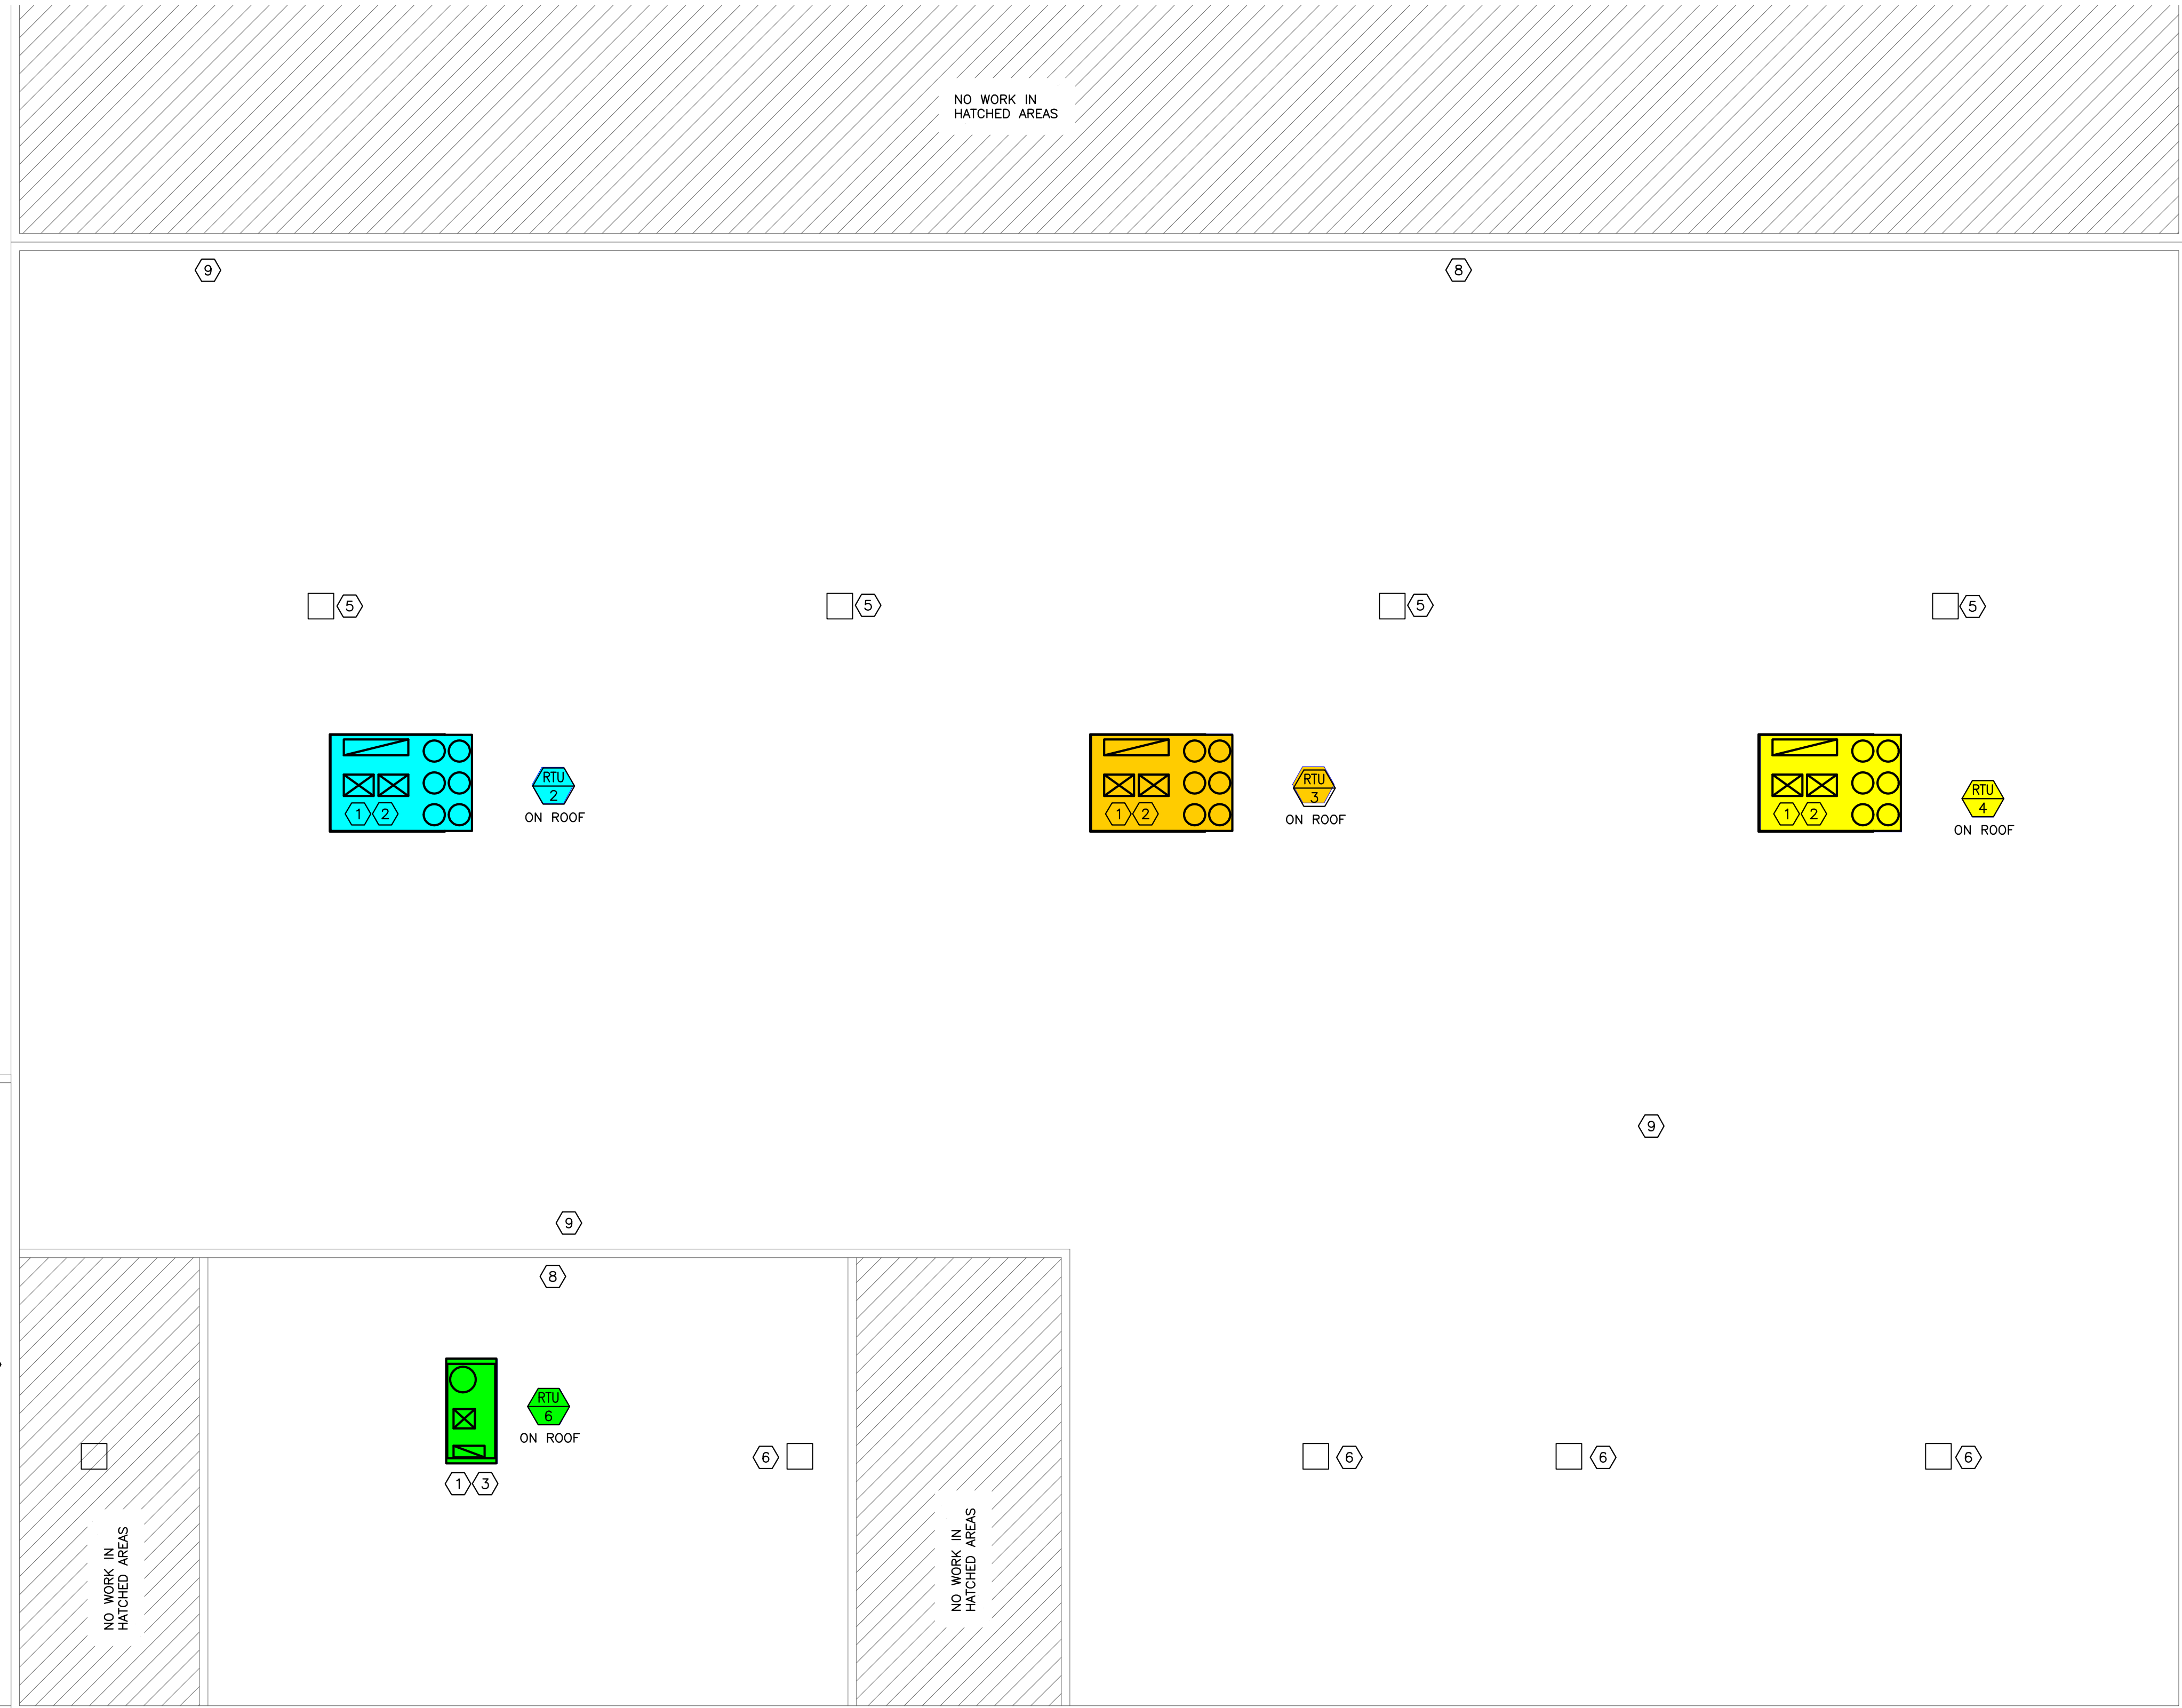 NO WORK IN
HATCHED AREAS
9
8
5
5
5
5
1 2
RTU
2
ON ROOF
1 2
RTU
3
ON ROOF
1 2
RTU
4
ON ROOF
9
9
8
RTU
6
ON ROOF
1 3
6
6
6
6
NO WORK IN
HATCHED AREAS
NO WORK IN
HATCHED AREAS